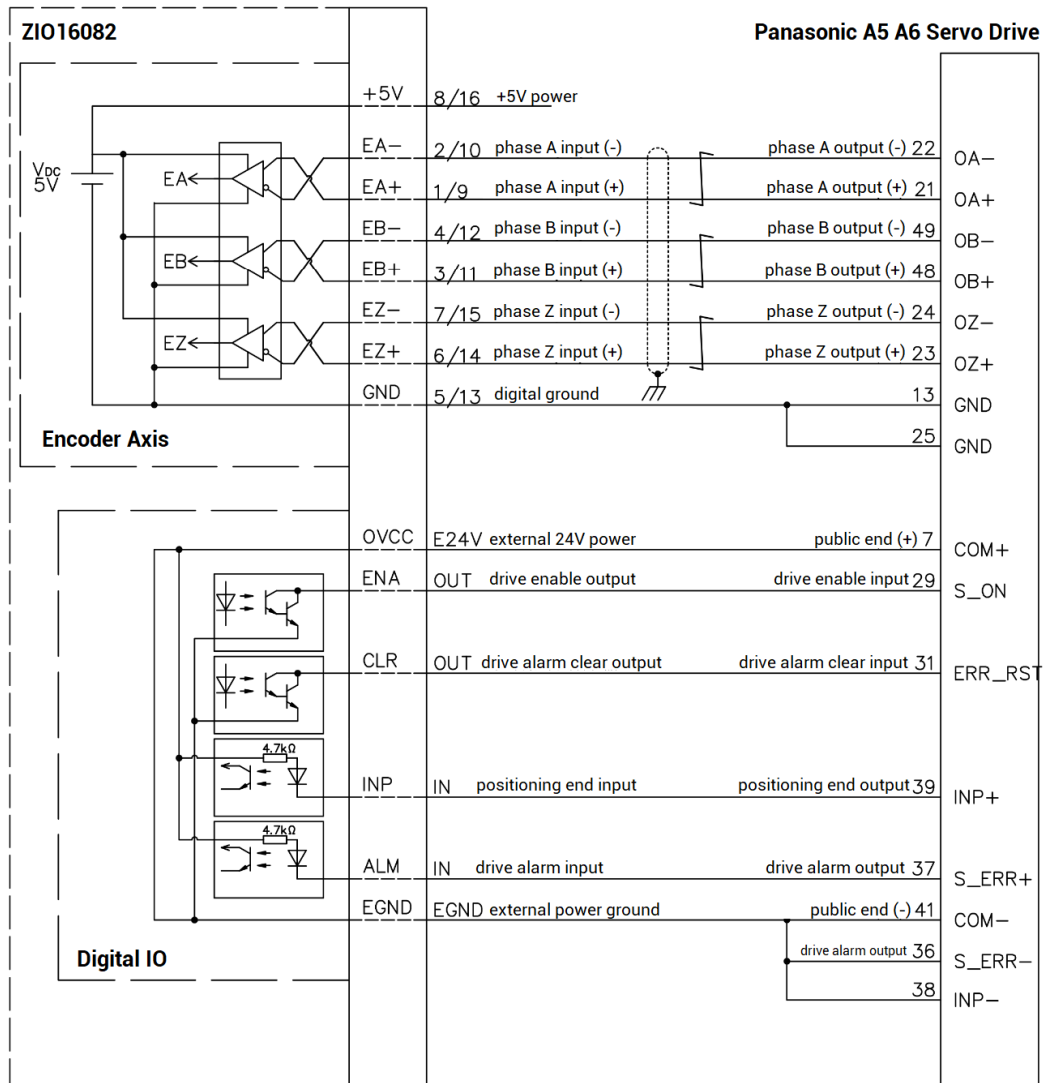 ZIO16082
Panasonic A5 A6 Servo Drive
+5V 8/16 +5V power
EA- 2/10 phase A input (-) phase A output (-) 22 OA-
VDC
5V
EA
EA+ 1/9 phase A input (+) phase A output (+) 21 OA+
EB- 4/12 phase B input (-) phase B output (-) 49 OB-
EB
EB+ 3/11 phase B input (+) phase B output (+) 48 OB+
EZ- 7/15 phase Z input (-) phase Z output (-) 24 OZ-
EZ
EZ+ 6/14 phase Z input (+) phase Z output (+) 23 OZ+
GND 5/13 digital ground 13 GND
Encoder Axis
25 GND
OVCC E24V external 24V power public end (+) 7 COM+
ENA OUT drive enable output drive enable input 29 S_ON
CLR OUT drive alarm clear output drive alarm clear input 31 ERR_RST
4.7kΩ
INP IN positioning end input positioning end output 39 INP+
4.7kΩ
ALM IN drive alarm input drive alarm output 37 S_ERR+
EGND EGND external power ground public end (-) 41 COM-
Digital IO
drive alarm output 36 S_ERR-
38 INP-